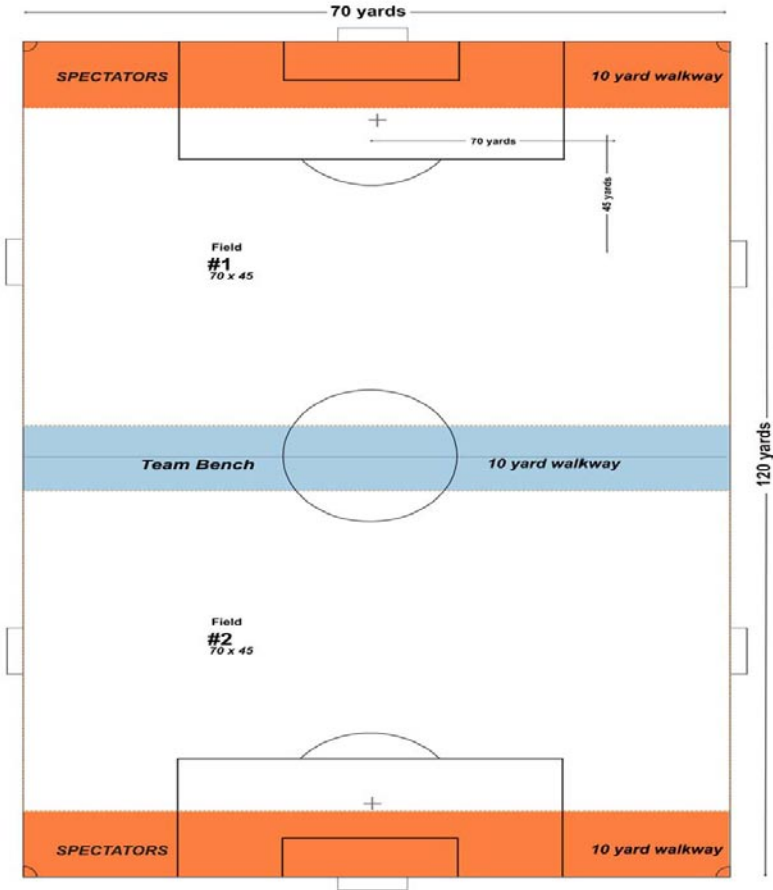 70 yards
SPECTATORS 10 yard walkway
70 yards
45 yards
Field
#1
70 x 45
120 yards
Team Bench 10 yard walkway
Field
#2
70 x 45
SPECTATORS 10 yard walkway